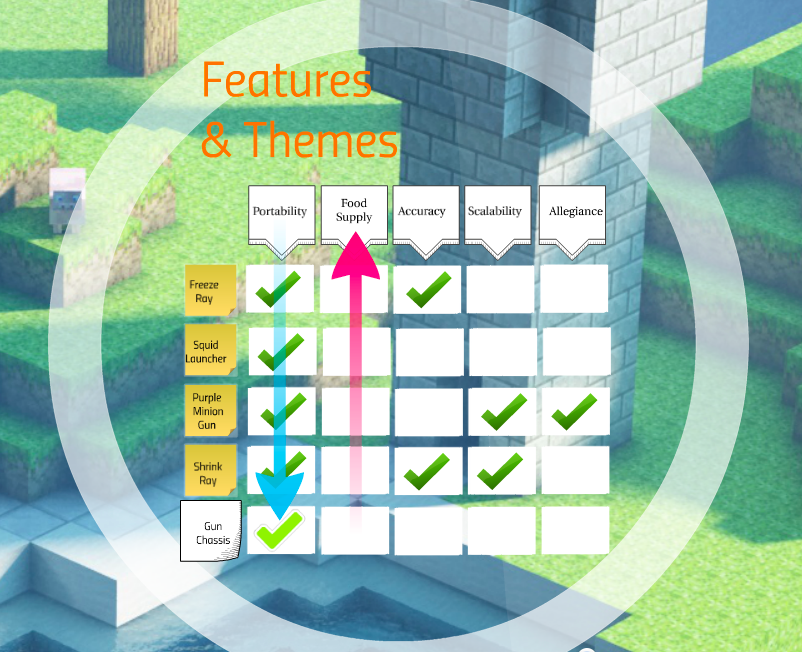 Features
& Themes
Portability
Food
Supply
Accuracy
Scalability
Allegiance
Freeze
Ray
Squid
Launcher
Purple
Minion
Gun
Shrink
Ray
Gun
Chassis